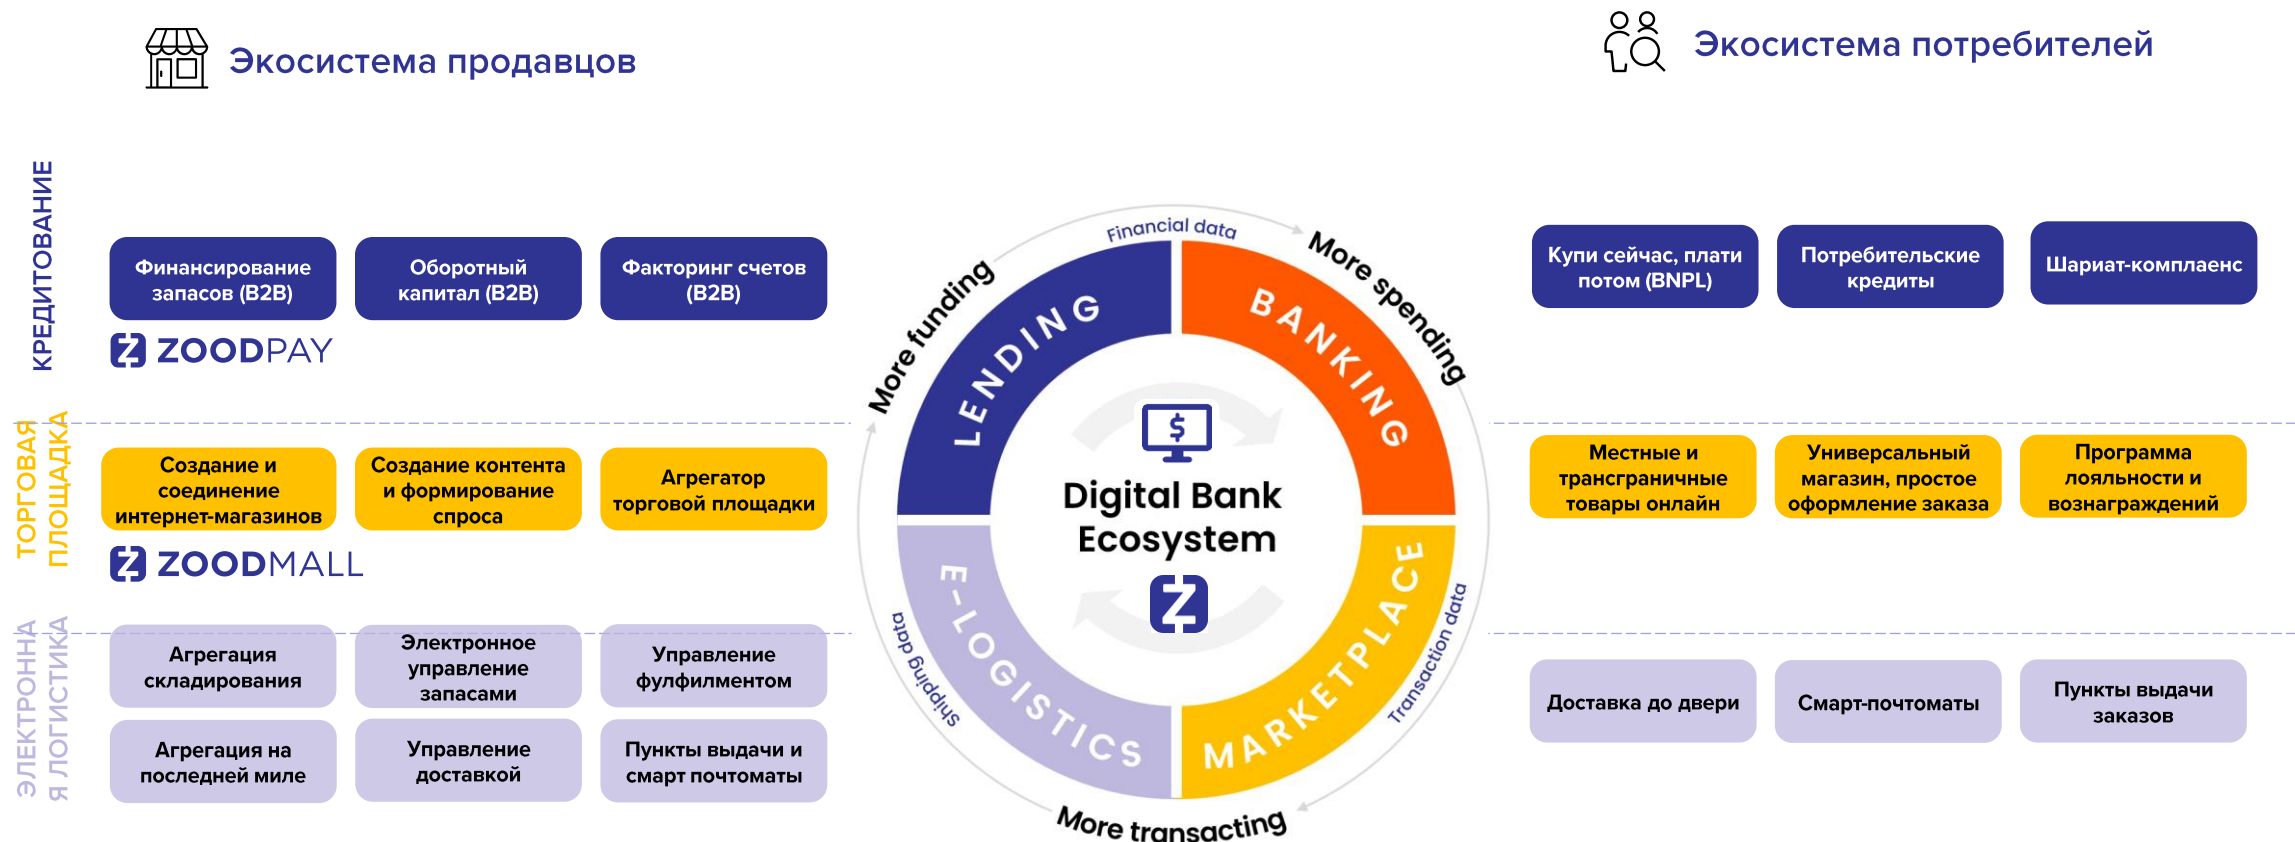 Экосистема продавцов
Экосистема потребителей
КРЕДИТОВАНИЕ
Финансирование
запасов (B2B)
Оборотный
капитал (B2B)
Факторинг счетов
(B2B)
ZOODPAY
ТОРГОВАЯ
ПЛОЩАДКА
Создание и
соединение
интернет-магазинов
Создание контента
и формирование
спроса
Агрегатор
торговой площадки
ZOODMALL
ЭЛЕКТРОННА
Я ЛОГИСТИКА
Агрегация
складирования
Электронное
управление
запасами
Управление
фулфилментом
Агрегация на
последней миле
Управление
доставкой
Пункты выдачи и
смарт почтоматы
Financial data
More funding
More spending
LENDING
BANKING
$
Digital Bank
Ecosystem
Z
E-LOGISTICS
MARKETPLACE
Shipping data
Transaction data
More transacting
Купи сейчас, плати
потом (BNPL)
Потребительские
кредиты
Шариат-комплаенс
Местные и
трансграничные
товары онлайн
Универсальный
магазин, простое
оформление заказа
Программа
лояльности и
вознаграждений
Доставка до двери
Смарт-почтоматы
Пункты выдачи
заказов